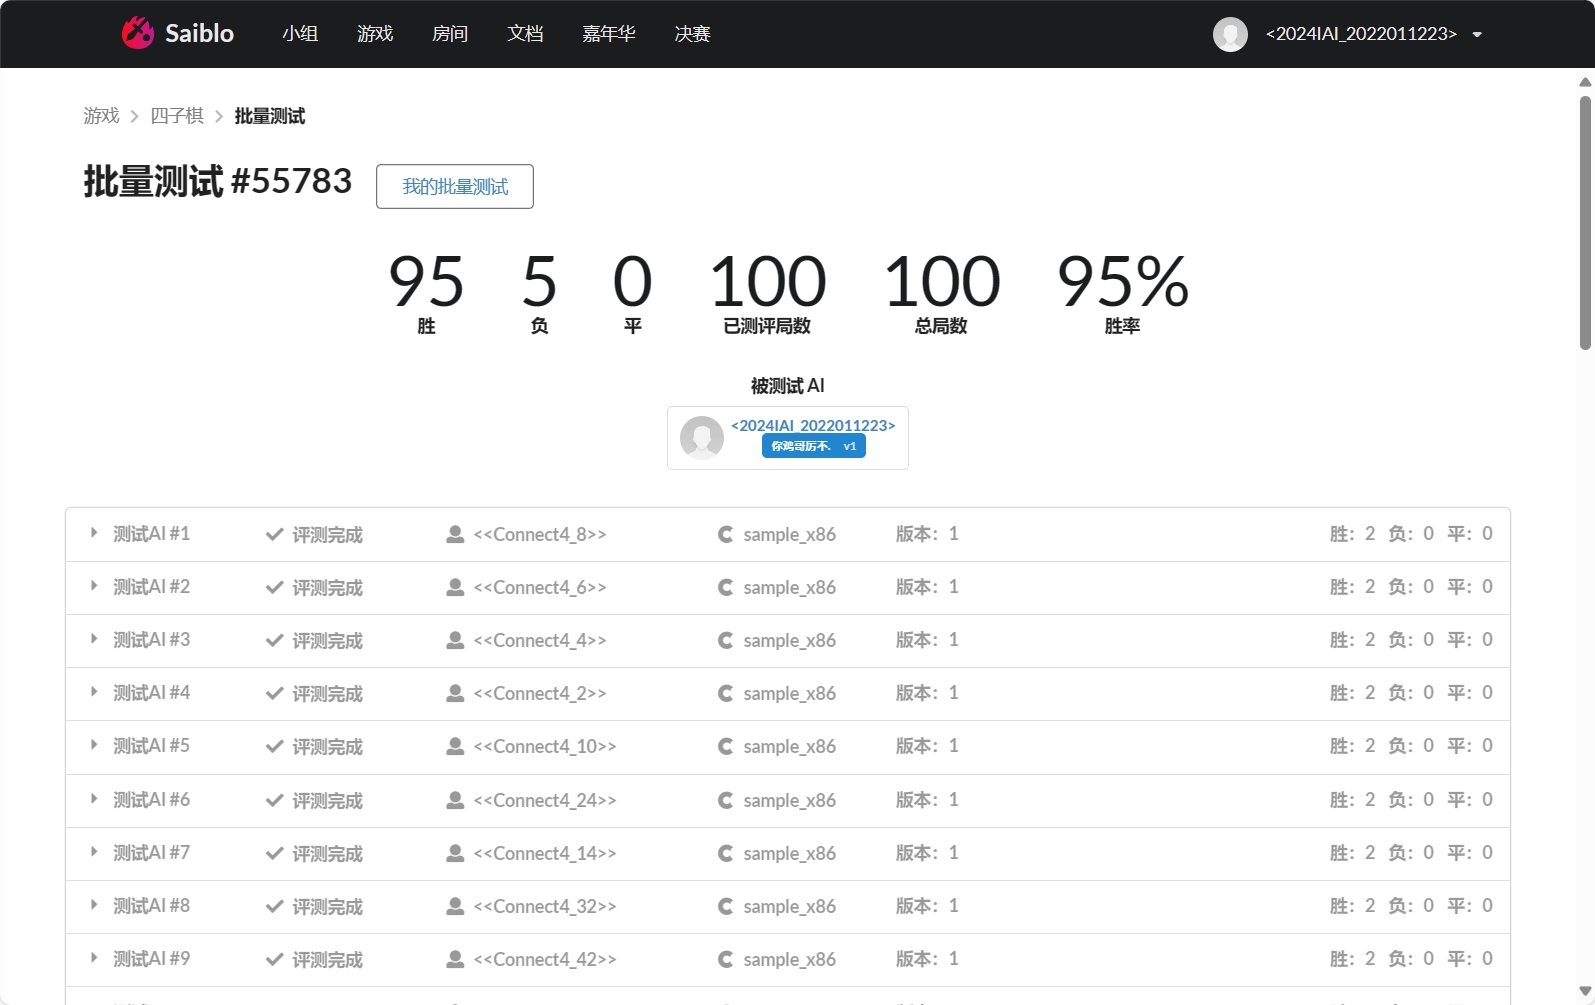 Saiblo 小组 游戏 房间 文档 嘉年华 决赛 <2024IAI_2022011223>
游戏 四子棋 批量测试
批量测试 #55783 我的批量测试
95 5 0 100 100 95%
胜 负 平 已测评局数 总局数 胜率
被测试 AI
<2024IAI_2022011223>
你鸡哥厉不. v1
测试AI #1 评测完成 <<Connect4_8>> sample_x86 版本：1 胜：2 负：0 平：0
测试AI #2 评测完成 <<Connect4_6>> sample_x86 版本：1 胜：2 负：0 平：0
测试AI #3 评测完成 <<Connect4_4>> sample_x86 版本：1 胜：2 负：0 平：0
测试AI #4 评测完成 <<Connect4_2>> sample_x86 版本：1 胜：2 负：0 平：0
测试AI #5 评测完成 <<Connect4_10>> sample_x86 版本：1 胜：2 负：0 平：0
测试AI #6 评测完成 <<Connect4_24>> sample_x86 版本：1 胜：2 负：0 平：0
测试AI #7 评测完成 <<Connect4_14>> sample_x86 版本：1 胜：2 负：0 平：0
测试AI #8 评测完成 <<Connect4_32>> sample_x86 版本：1 胜：2 负：0 平：0
测试AI #9 评测完成 <<Connect4_42>> sample_x86 版本：1 胜：2 负：0 平：0